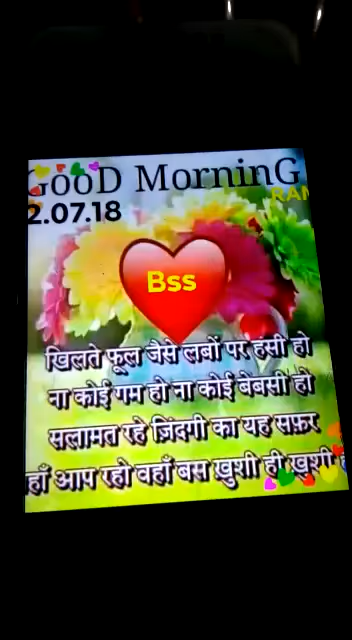 GooD MorninG
RAM
2.07.18
Bss
खिलते फूल जैसे लबों पर हंसी हो
ना कोई गम हो ना कोई बेबसी हो
सलामत रहे ज़िंदगी का यह सफ़र
हाँ आप रहो वहाँ बस ख़ुशी ही ख़ुशी